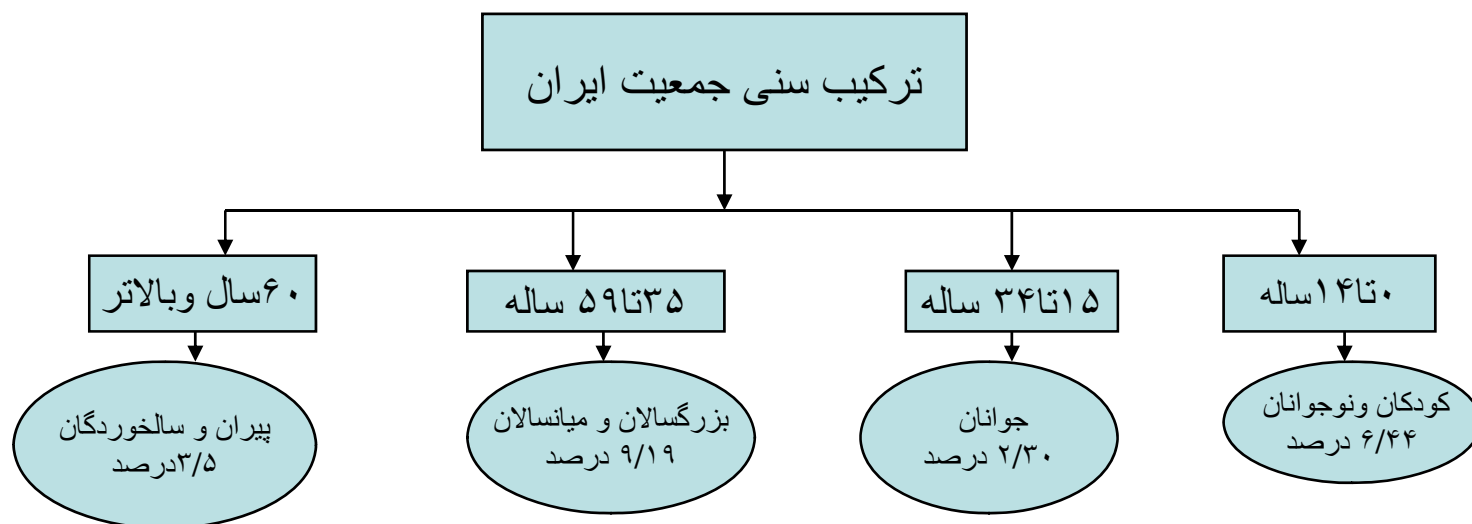 ترکیب سنی جمعیت ایران
۰تا۱۴ساله
۱۵تا۳۴ ساله
۳۵تا۵۹ ساله
۶۰سال وبالاتر
کودکان ونوجوانان
۶/۴۴ درصد
جوانان
۲/۳۰ درصد
بزرگسالان و میانسالان
۹/۱۹ درصد
پیران و سالخوردگان
۳/۵درصد